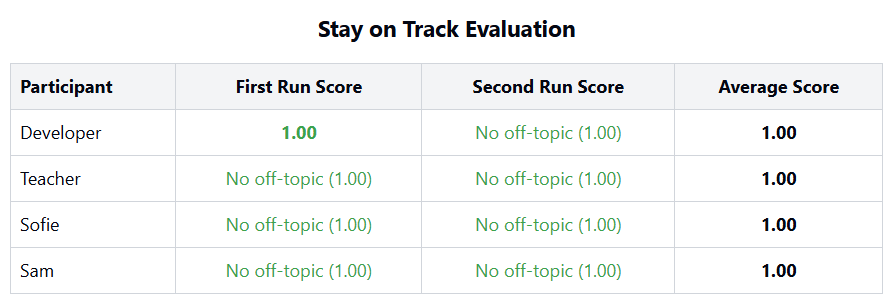 Stay on Track Evaluation
Participant First Run Score Second Run Score Average Score
Developer 1.00 No off-topic (1.00) 1.00
Teacher No off-topic (1.00) No off-topic (1.00) 1.00
Sofie No off-topic (1.00) No off-topic (1.00) 1.00
Sam No off-topic (1.00) No off-topic (1.00) 1.00